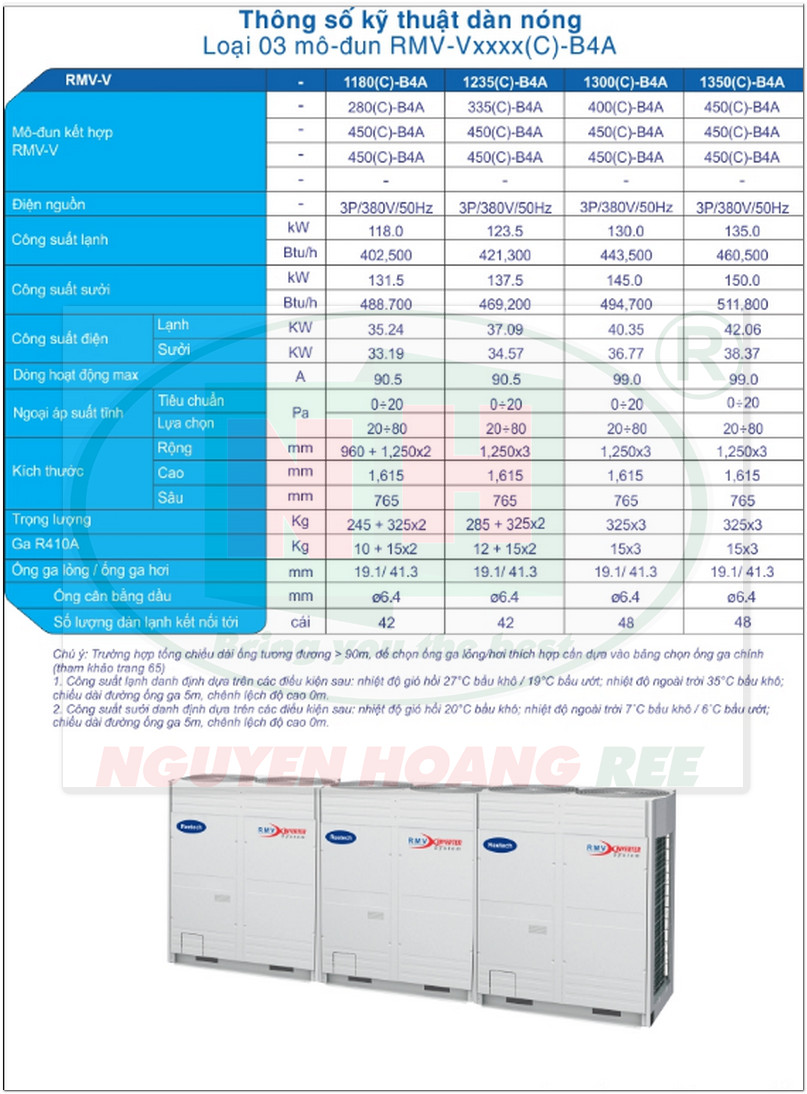 Thông số kỹ thuật dàn nóng
Loại 03 mô-đun RMV-Vxxxx(C)-B4A
RMV-V - 1180(C)-B4A 1235(C)-B4A 1300(C)-B4A 1350(C)-B4A
Mô-đun kết hợp
RMV-V
- 280(C)-B4A 335(C)-B4A 400(C)-B4A 450(C)-B4A
- 450(C)-B4A 450(C)-B4A 450(C)-B4A 450(C)-B4A
- 450(C)-B4A 450(C)-B4A 450(C)-B4A 450(C)-B4A
- - - - -
Điện nguồn - 3P/380V/50Hz 3P/380V/50Hz 3P/380V/50Hz 3P/380V/50Hz
Công suất lạnh
kW 118.0 123.5 130.0 135.0
Btu/h 402,500 421,300 443,500 460,500
Công suất sưởi
kW 131.5 137.5 145.0 150.0
Btu/h 488.700 469,200 494,700 511,800
Công suất điện
Lạnh KW 35.24 37.09 40.35 42.06
Sưởi KW 33.19 34.57 36.77 38.37
Dòng hoạt động max A 90.5 90.5 99.0 99.0
Ngoại áp suất tĩnh Pa
Tiêu chuẩn 0÷20 0÷20 0÷20 0÷20
Lựa chọn 20÷80 20÷80 20÷80 20÷80
Kích thước
Rộng mm 960 + 1,250x2 1,250x3 1,250x3 1,250x3
Cao mm 1,615 1,615 1,615 1,615
Sâu mm 765 765 765 765
Trọng lượng Kg 245 + 325x2 285 + 325x2 325x3 325x3
Ga R410A Kg 10 + 15x2 12 + 15x2 15x3 15x3
Ống ga lỏng / ống ga hơi mm 19.1/ 41.3 19.1/ 41.3 19.1/ 41.3 19.1/ 41.3
Ống cân bằng dầu mm ø6.4 ø6.4 ø6.4 ø6.4
Số lượng dàn lạnh kết nối tới cái 42 42 48 48
Chú ý: Trường hợp tổng chiều dài ống tương đương > 90m, để chọn ống ga lỏng/hơi thích hợp cần dựa vào bảng chọn ống ga chính
(tham khảo trang 65)
1. Công suất lạnh danh định dựa trên các điều kiện sau: nhiệt độ gió hồi 27°C bầu khô / 19°C bầu ướt; nhiệt độ ngoài trời 35°C bầu khô;
chiều dài đường ống ga 5m, chênh lệch độ cao 0m.
2. Công suất sưởi danh định dựa trên các điều kiện sau: nhiệt độ gió hồi 20°C bầu khô; nhiệt độ ngoài trời 7°C bầu khô / 6°C bầu ướt;
chiều dài đường ống ga 5m, chênh lệch độ cao 0m.
NH
®
Bring you the best
NGUYEN HOANG REE
Reetech RMV INVERTER System
Reetech RMV INVERTER System
Reetech RMV INVERTER System